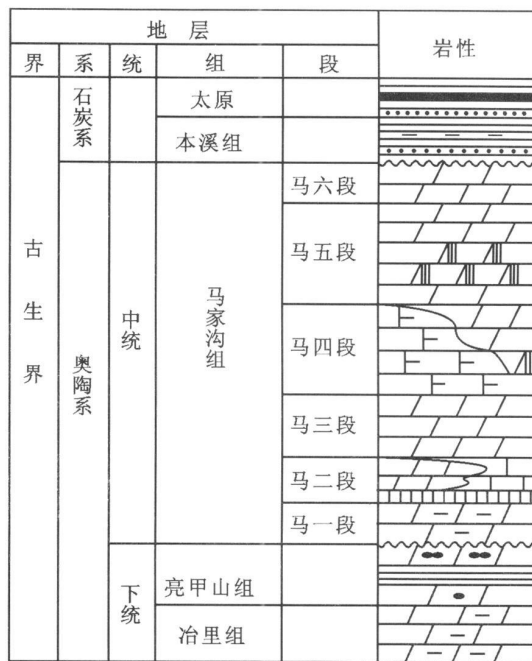 地 层
岩性
界
系
统
组
段
古生界
石炭系
太原
本溪组
奥陶系
中统
马家沟组
马六段
马五段
马四段
马三段
马二段
马一段
下统
亮甲山组
冶里组